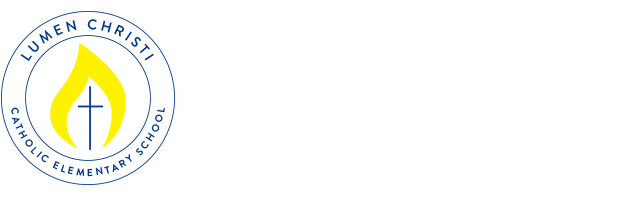 LUMEN CHRISTI
CATHOLIC ELEMENTARY SCHOOL